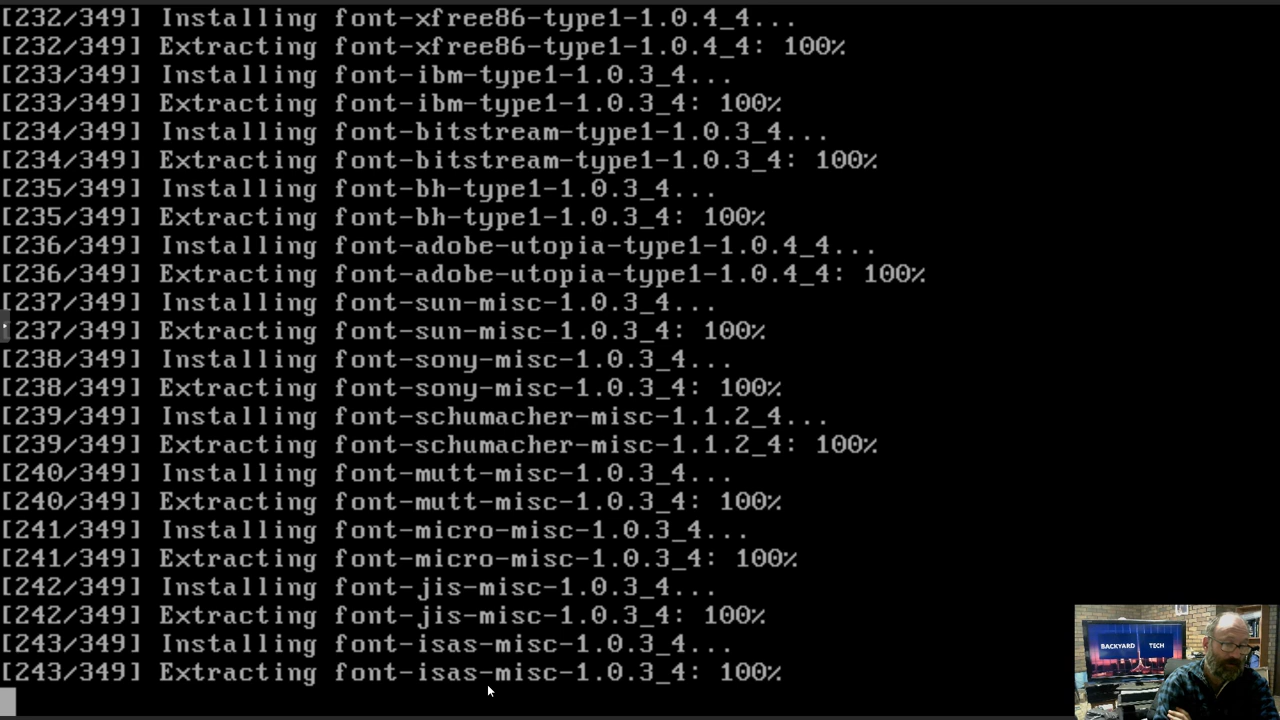 [232/349] Installing font-xfree86-type1-1.0.4_4...
[232/349] Extracting font-xfree86-type1-1.0.4_4: 100%
[233/349] Installing font-ibm-type1-1.0.3_4...
[233/349] Extracting font-ibm-type1-1.0.3_4: 100%
[234/349] Installing font-bitstream-type1-1.0.3_4...
[234/349] Extracting font-bitstream-type1-1.0.3_4: 100%
[235/349] Installing font-bh-type1-1.0.3_4...
[235/349] Extracting font-bh-type1-1.0.3_4: 100%
[236/349] Installing font-adobe-utopia-type1-1.0.4_4...
[236/349] Extracting font-adobe-utopia-type1-1.0.4_4: 100%
[237/349] Installing font-sun-misc-1.0.3_4...
[237/349] Extracting font-sun-misc-1.0.3_4: 100%
[238/349] Installing font-sony-misc-1.0.3_4...
[238/349] Extracting font-sony-misc-1.0.3_4: 100%
[239/349] Installing font-schumacher-misc-1.1.2_4...
[239/349] Extracting font-schumacher-misc-1.1.2_4: 100%
[240/349] Installing font-mutt-misc-1.0.3_4...
[240/349] Extracting font-mutt-misc-1.0.3_4: 100%
[241/349] Installing font-micro-misc-1.0.3_4...
[241/349] Extracting font-micro-misc-1.0.3_4: 100%
[242/349] Installing font-jis-misc-1.0.3_4...
[242/349] Extracting font-jis-misc-1.0.3_4: 100%
[243/349] Installing font-isas-misc-1.0.3_4...
[243/349] Extracting font-isas-misc-1.0.3_4: 100%
BACKYARD TECH